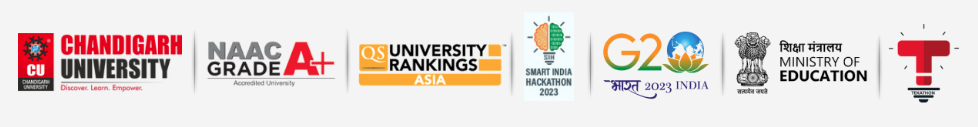 CU
CHANDIGARH
UNIVERSITY
CHANDIGARH
UNIVERSITY
Discover. Learn. Empower.
NAAC
GRADE A+
Accredited University
QS UNIVERSITY
RANKINGS
ASIA
SIH
SMART INDIA
HACKATHON
2023
G20
भारत 2023 INDIA
सत्यमेव जयते
शिक्षा मंत्रालय
MINISTRY OF
EDUCATION
TEXATHON